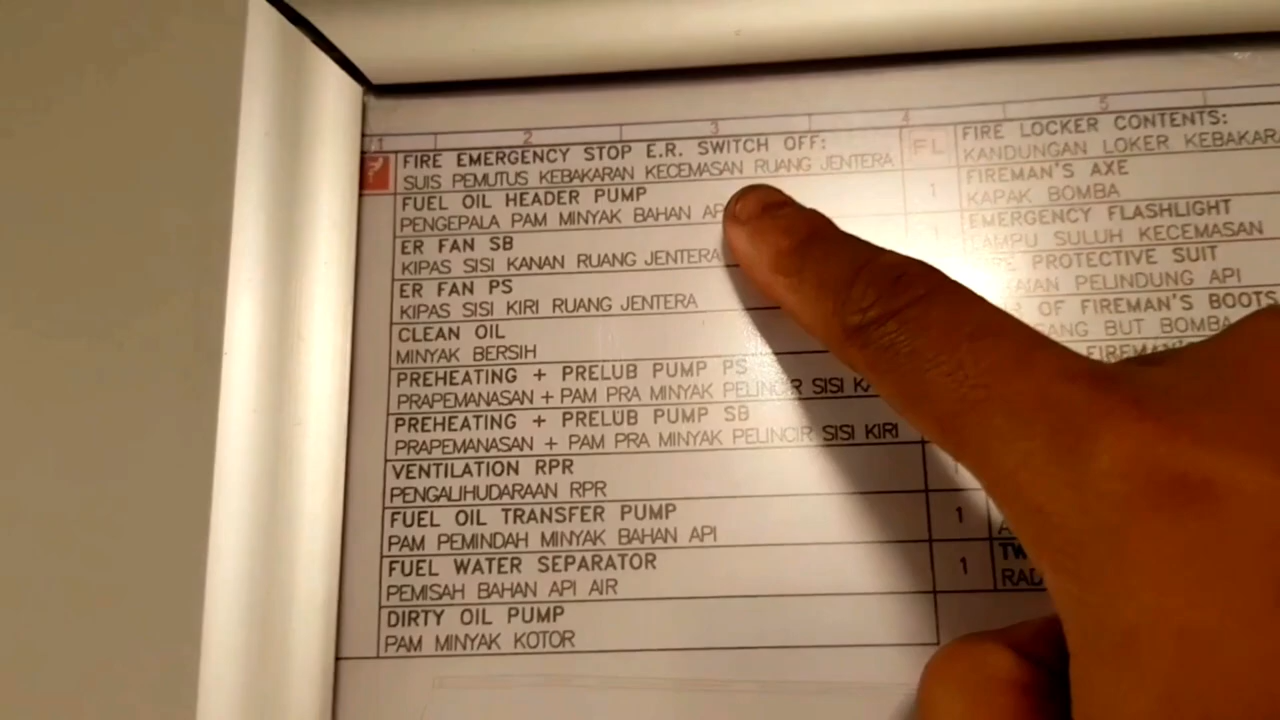 1 2 3 4 5
FIRE EMERGENCY STOP E.R. SWITCH OFF:
SUIS PEMUTUS KEBAKARAN KECEMASAN RUANG JENTERA
FUEL OIL HEADER PUMP
PENGEPALA PAM MINYAK BAHAN API
ER FAN SB
KIPAS SISI KANAN RUANG JENTERA
ER FAN PS
KIPAS SISI KIRI RUANG JENTERA
CLEAN OIL
MINYAK BERSIH
PREHEATING + PRELUB PUMP PS
PRAPEMANASAN + PAM PRA MINYAK PELINCIR SISI
PREHEATING + PRELUB PUMP SB
PRAPEMANASAN + PAM PRA MINYAK PELINCIR SISI KIRI
VENTILATION RPR
PENGALIHUDARAAN RPR
FUEL OIL TRANSFER PUMP
PAM PEMINDAH MINYAK BAHAN API
FUEL WATER SEPARATOR
PEMISAH BAHAN API AIR
DIRTY OIL PUMP
PAM MINYAK KOTOR
FL FIRE LOCKER CONTENTS:
KANDUNGAN LOKER KEBAKAR
1 FIREMAN'S AXE
KAPAK BOMBA
EMERGENCY FLASHLIGHT
LAMPU SULUH KECEMASAN
PROTECTIVE SUIT
PELINDUNG API
OF FIREMAN'S BOOTS
BUT BOMBA
1
1 TW
RAD